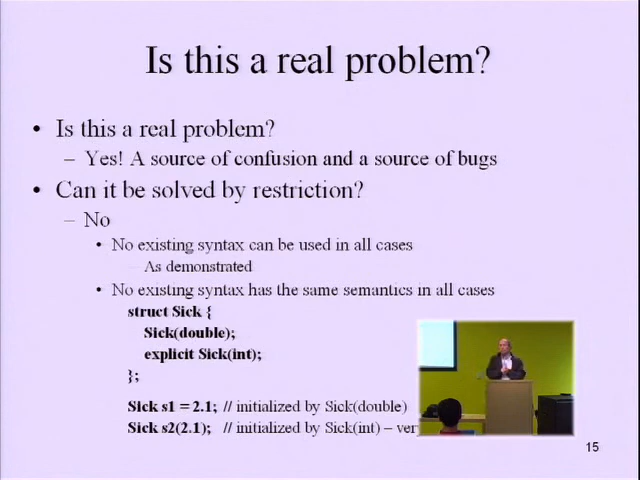 Is this a real problem?
• Is this a real problem?
– Yes! A source of confusion and a source of bugs
• Can it be solved by restriction?
– No
• No existing syntax can be used in all cases
– As demonstrated
• No existing syntax has the same semantics in all cases
struct Sick {
Sick(double);
explicit Sick(int);
};
Sick s1 = 2.1; // initialized by Sick(double)
Sick s2(2.1); // initialized by Sick(int) –
15